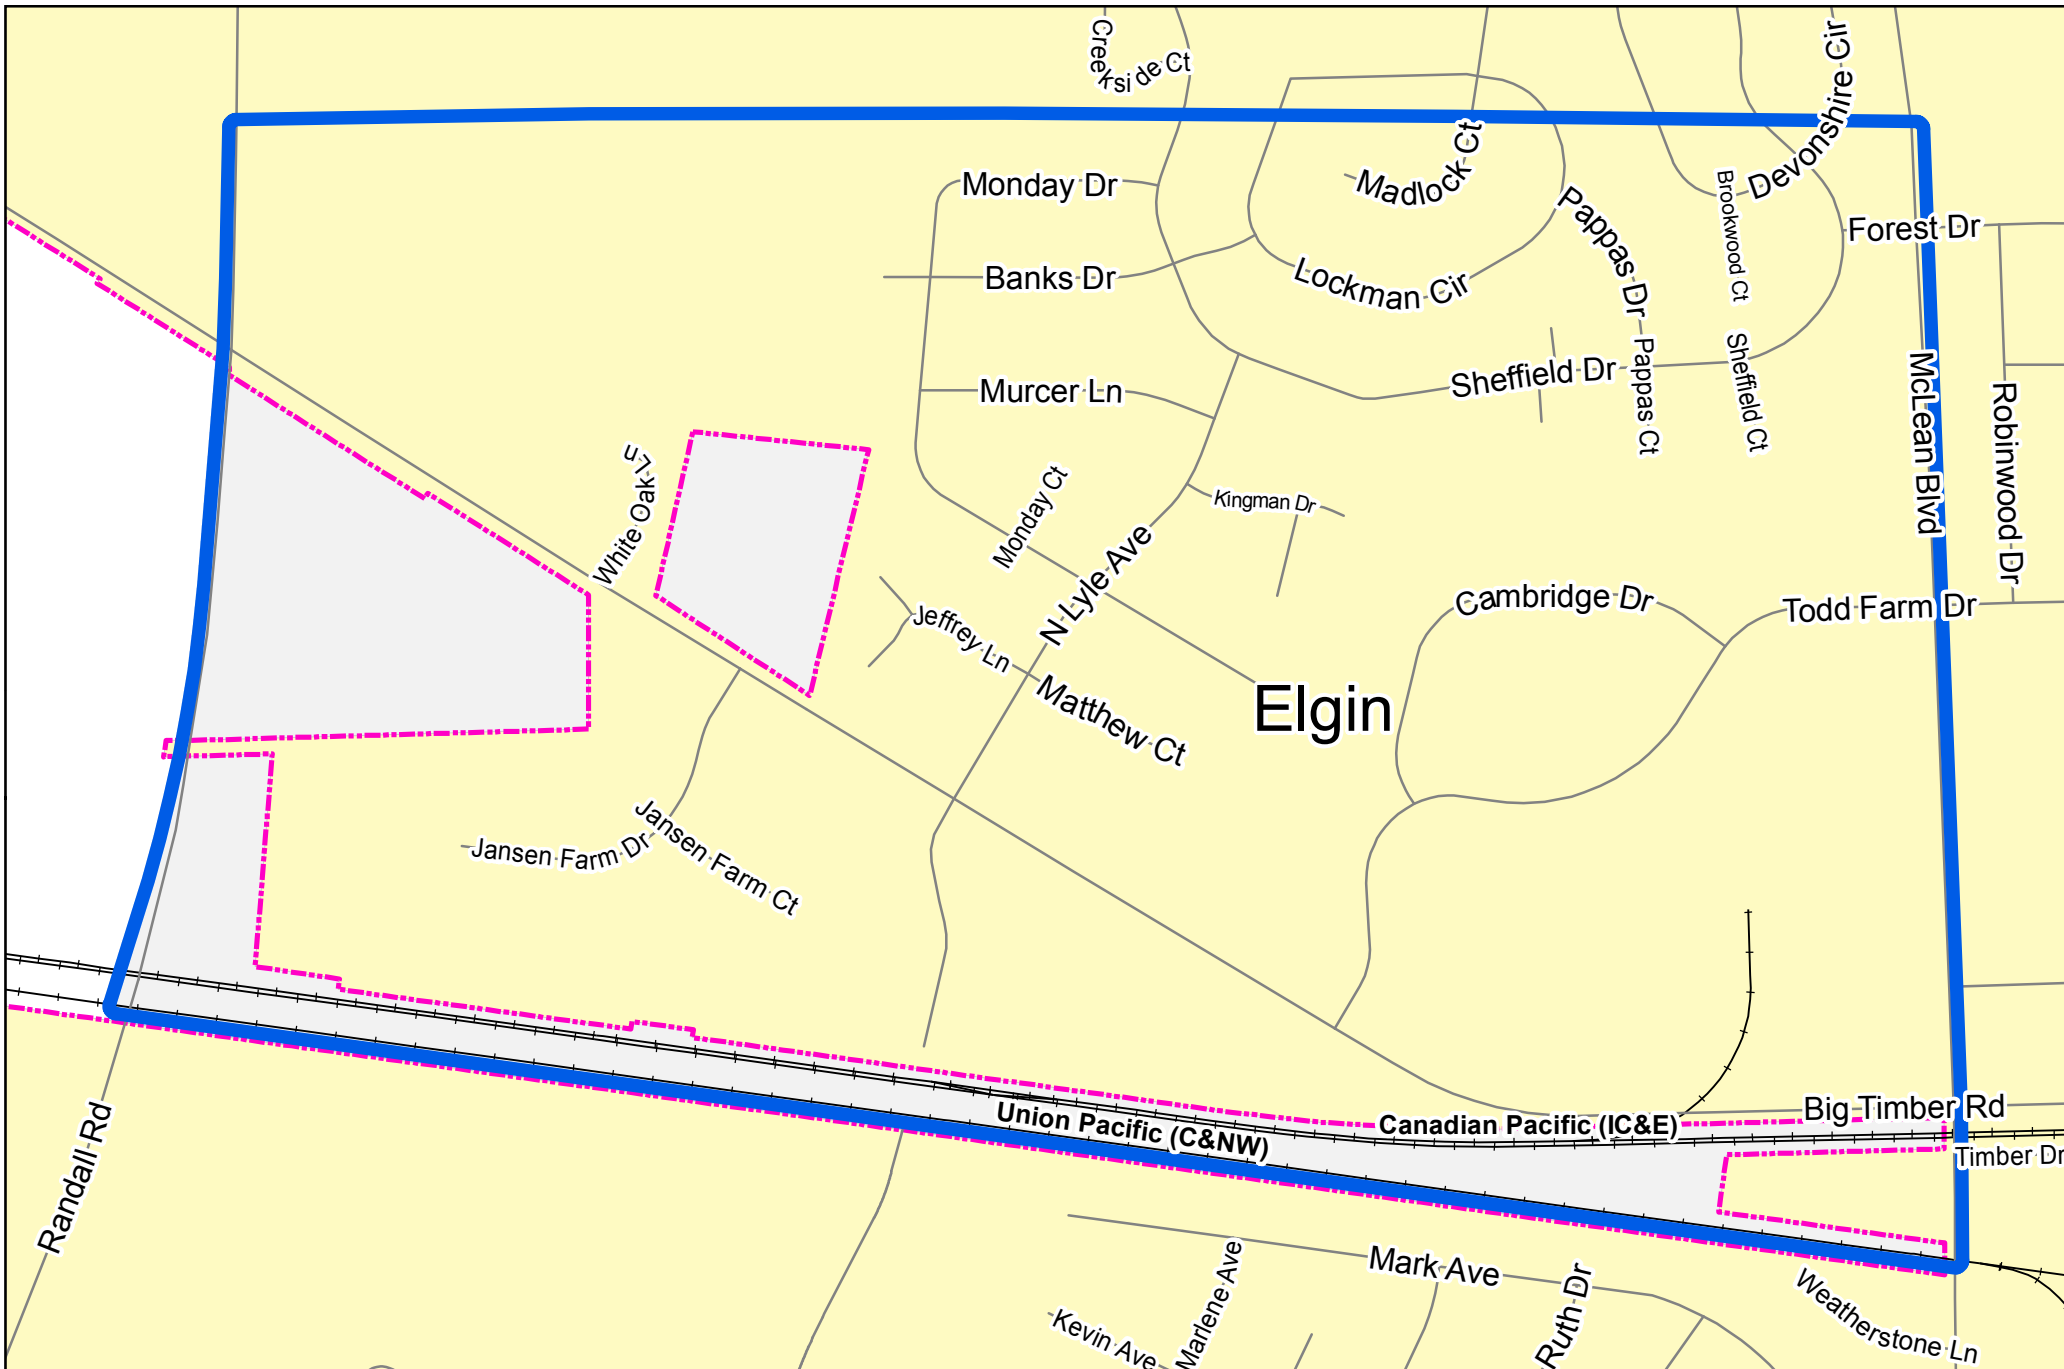 Creekside Ct
Devonshire Cir
Monday Dr
Madlock Ct
Pappas Dr
Brookwood Ct
Forest Dr
Banks Dr
Lockman Cir
Murcer Ln
Sheffield Dr
Pappas Ct
Sheffield Ct
McLean Blvd
Robinwood Dr
White Oak Ln
Monday Ct
Kingman Dr
N Lyle Ave
Jeffrey Ln
Matthew Ct
Cambridge Dr
Todd Farm Dr
Elgin
Jansen Farm Dr
Jansen Farm Ct
Randall Rd
Union Pacific (C&NW)
Canadian Pacific (IC&E)
Big Timber Rd
Timber Dr
Mark Ave
Marlene Ave
Kevin Ave
Ruth Dr
Weatherstone Ln